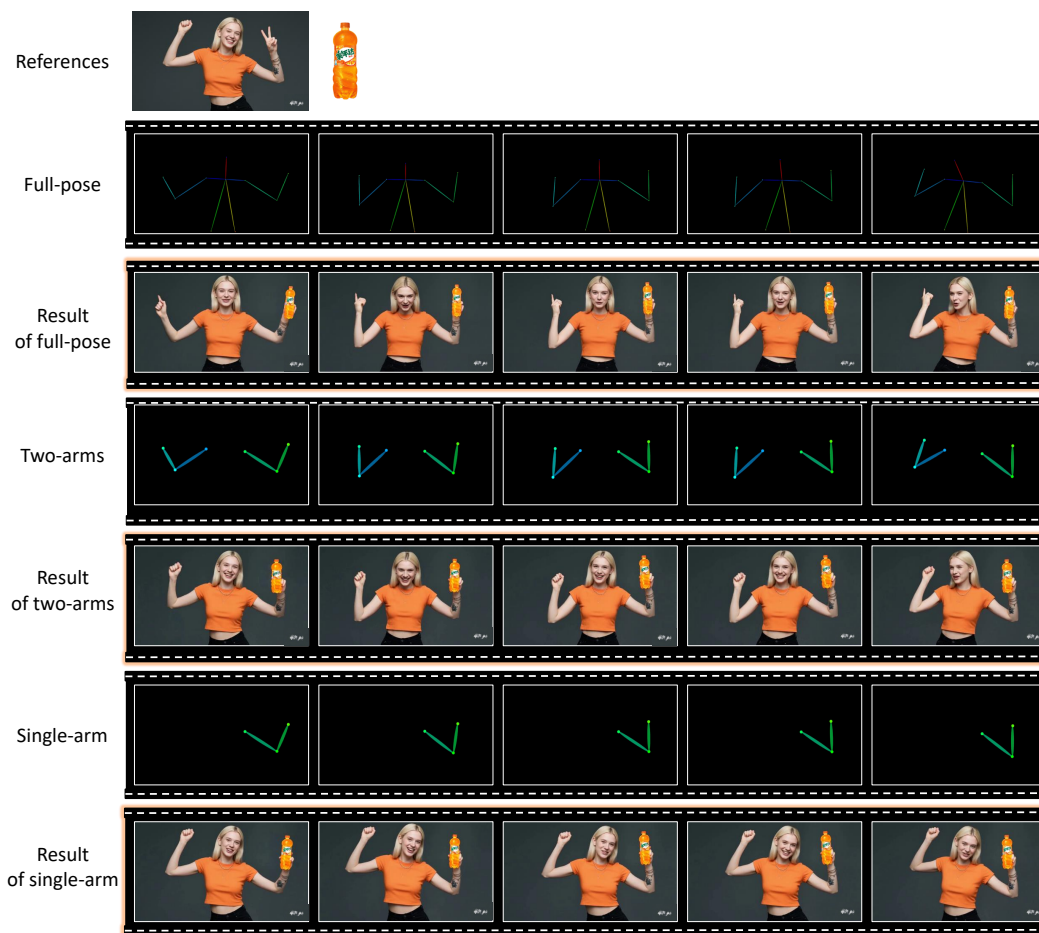 References
Full-pose
Result
of full-pose
Two-arms
Result
of two-arms
Single-arm
Result
of single-arm